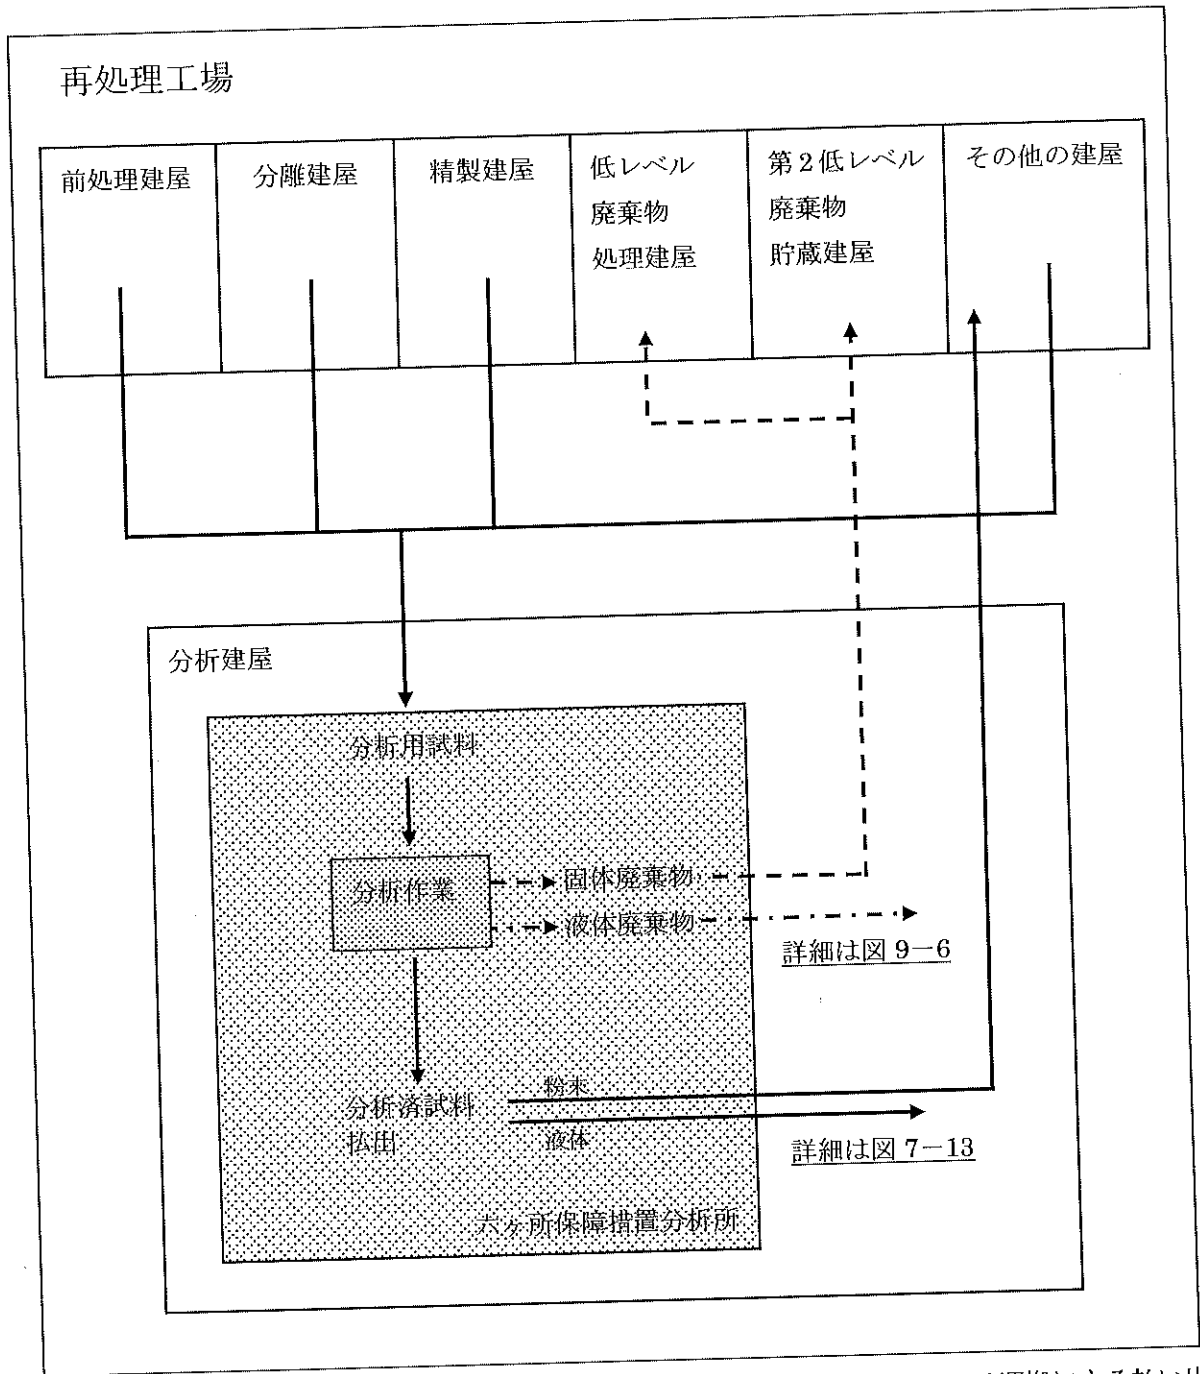 再処理工場
前処理建屋
分離建屋
精製建屋
低レベル
廃棄物
処理建屋
第2低レベル
廃棄物
貯蔵建屋
その他の建屋
分析建屋
分析用試料
分析作業
固体廃棄物
液体廃棄物
詳細は図 9-6
分析済試料
払出
粉末
液体
詳細は図 7-13
六ヶ所保障措置分析所